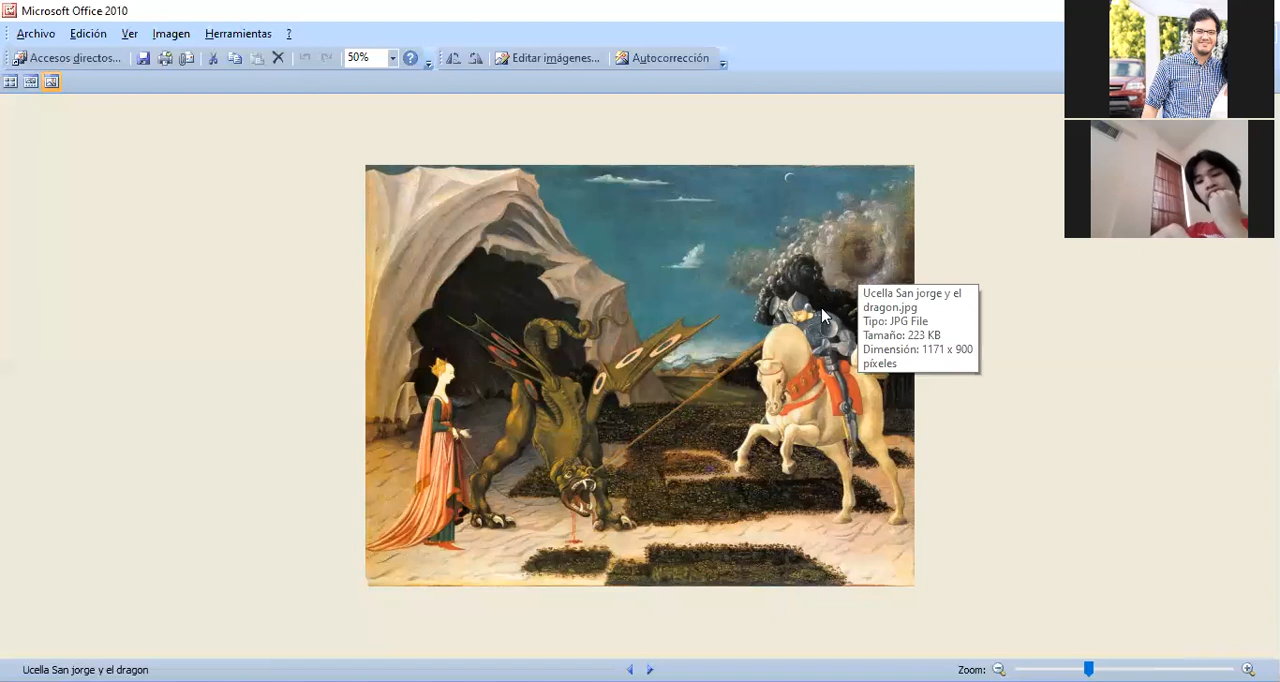 Microsoft Office 2010
Archivo Edición Ver Imagen Herramientas ?
Accesos directos... 50% Editar imágenes... Autocorrección
Ucella San jorge y el
dragon.jpg
Tipo: JPG File
Tamaño: 223 KB
Dimensión: 1171 x 900
píxeles
Ucella San jorge y el dragon
Zoom: